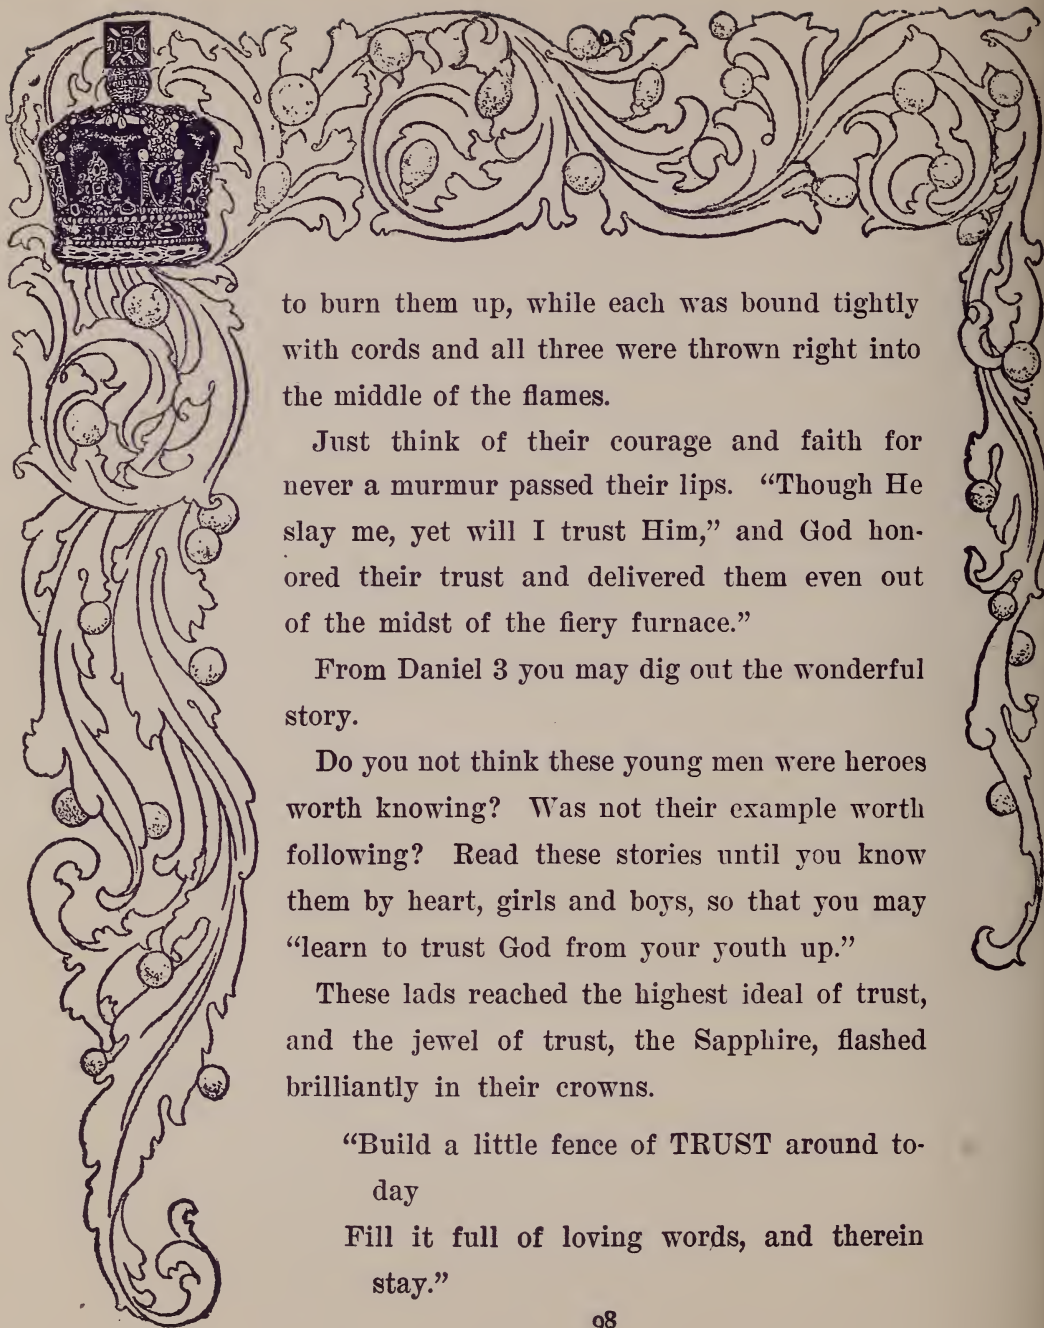 to burn them up, while each was bound tightly
with cords and all three were thrown right into
the middle of the flames.
Just think of their courage and faith for
never a murmur passed their lips. “Though He
slay me, yet will I trust Him,” and God hon-
ored their trust and delivered them even out
of the midst of the fiery furnace.”
From Daniel 3 you may dig out the wonderful
story.
Do you not think these young men were heroes
worth knowing? Was not their example worth
following? Read these stories until you know
them by heart, girls and boys, so that you may
“learn to trust God from your youth up.”
These lads reached the highest ideal of trust,
and the jewel of trust, the Sapphire, flashed
brilliantly in their crowns.
“Build a little fence of TRUST around to-
day
Fill it full of loving words, and therein
stay.”
98